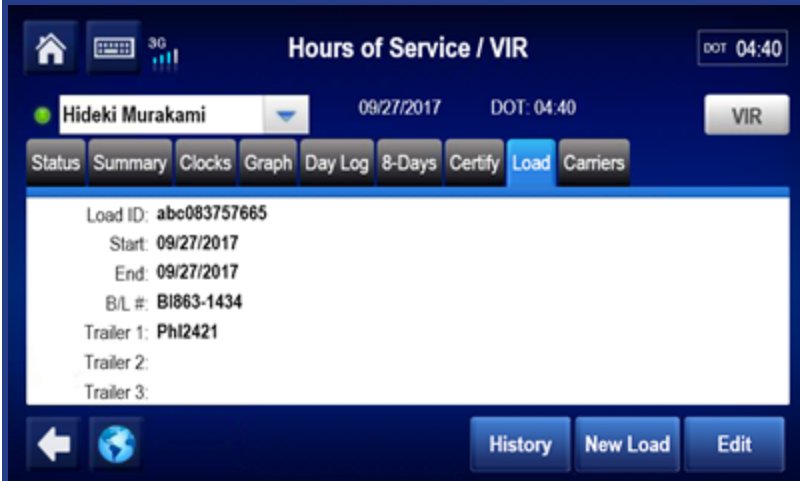 3G Hours of Service / VIR DOT 04:40
Hideki Murakami 09/27/2017 DOT: 04:40 VIR
Status Summary Clocks Graph Day Log 8-Days Certify Load Carriers
Load ID: abc083757665
Start: 09/27/2017
End: 09/27/2017
B/L #: Bl863-1434
Trailer 1: Phl2421
Trailer 2:
Trailer 3:
History New Load Edit